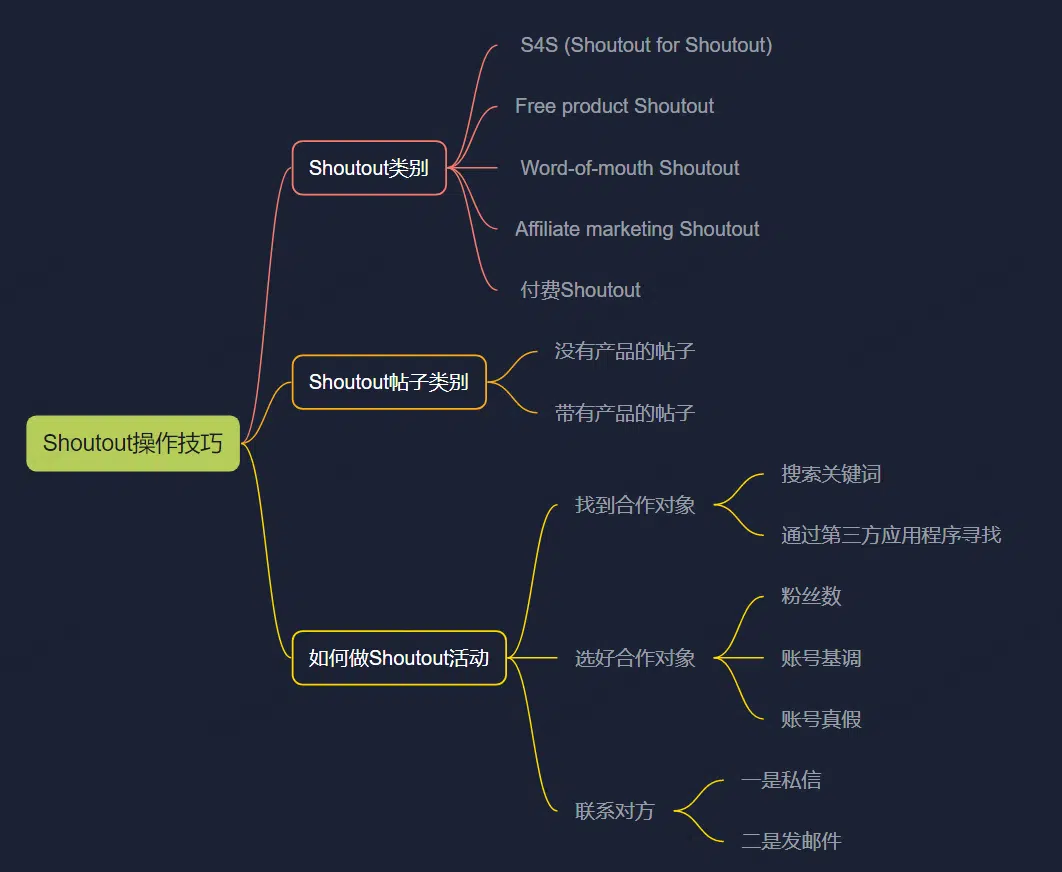 Shoutout操作技巧
Shoutout类别
S4S (Shoutout for Shoutout)
Free product Shoutout
Word-of-mouth Shoutout
Affiliate marketing Shoutout
付费Shoutout
Shoutout帖子类别
没有产品的帖子
带有产品的帖子
如何做Shoutout活动
找到合作对象
搜索关键词
通过第三方应用程序寻找
选好合作对象
粉丝数
账号基调
账号真假
联系对方
一是私信
二是发邮件